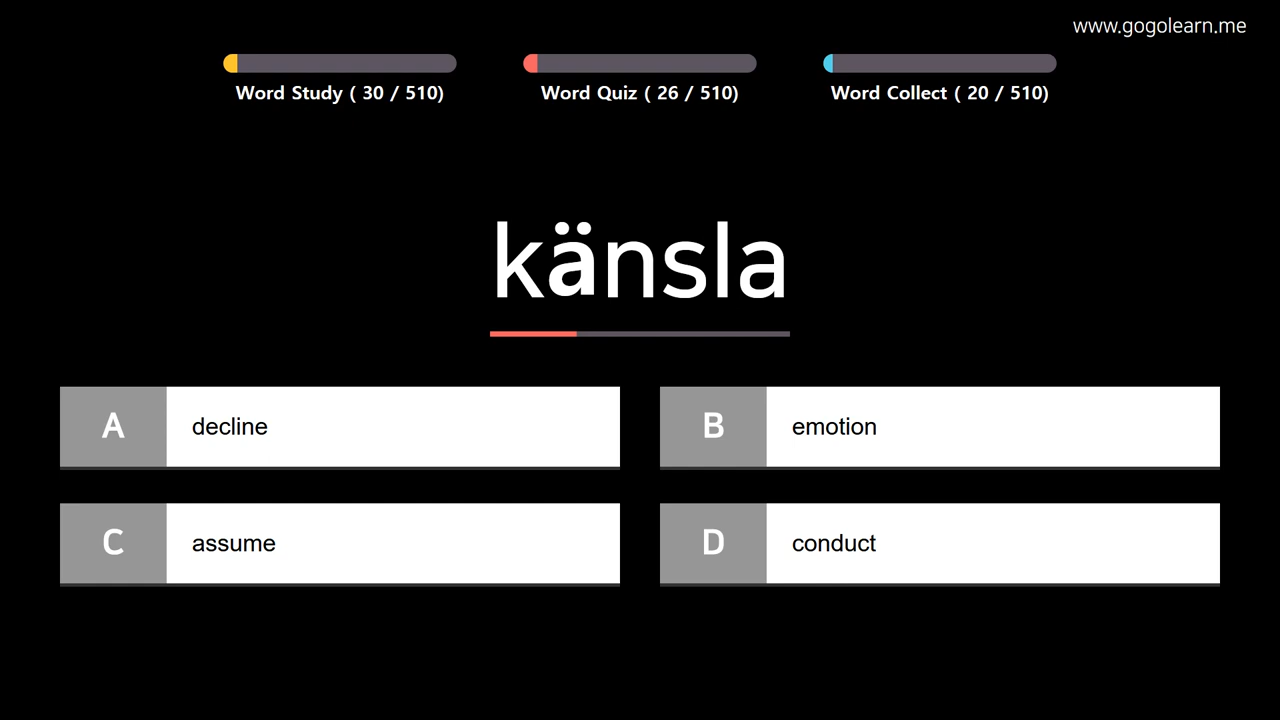 www.gogolearn.me
Word Study ( 30 / 510)
Word Quiz ( 26 / 510)
Word Collect ( 20 / 510)
känsla
A decline
B emotion
C assume
D conduct